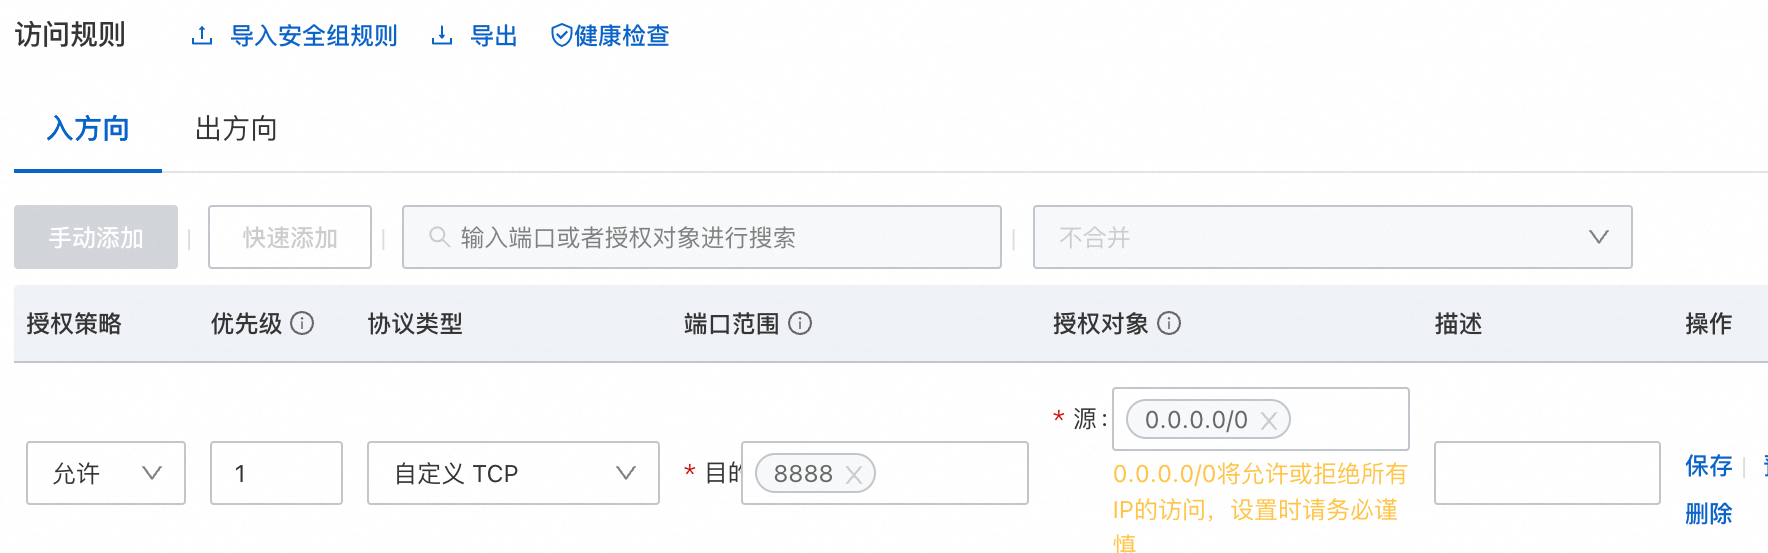 访问规则 导入安全组规则 导出 健康检查
入方向 出方向
手动添加 快速添加 输入端口或者授权对象进行搜索 不合并
授权策略 优先级 协议类型 端口范围 授权对象 描述 操作
允许 1 自定义 TCP * 目的 8888 * 源: 0.0.0.0/0 保存
0.0.0.0/0将允许或拒绝所有
IP的访问，设置时请务必谨
慎
删除